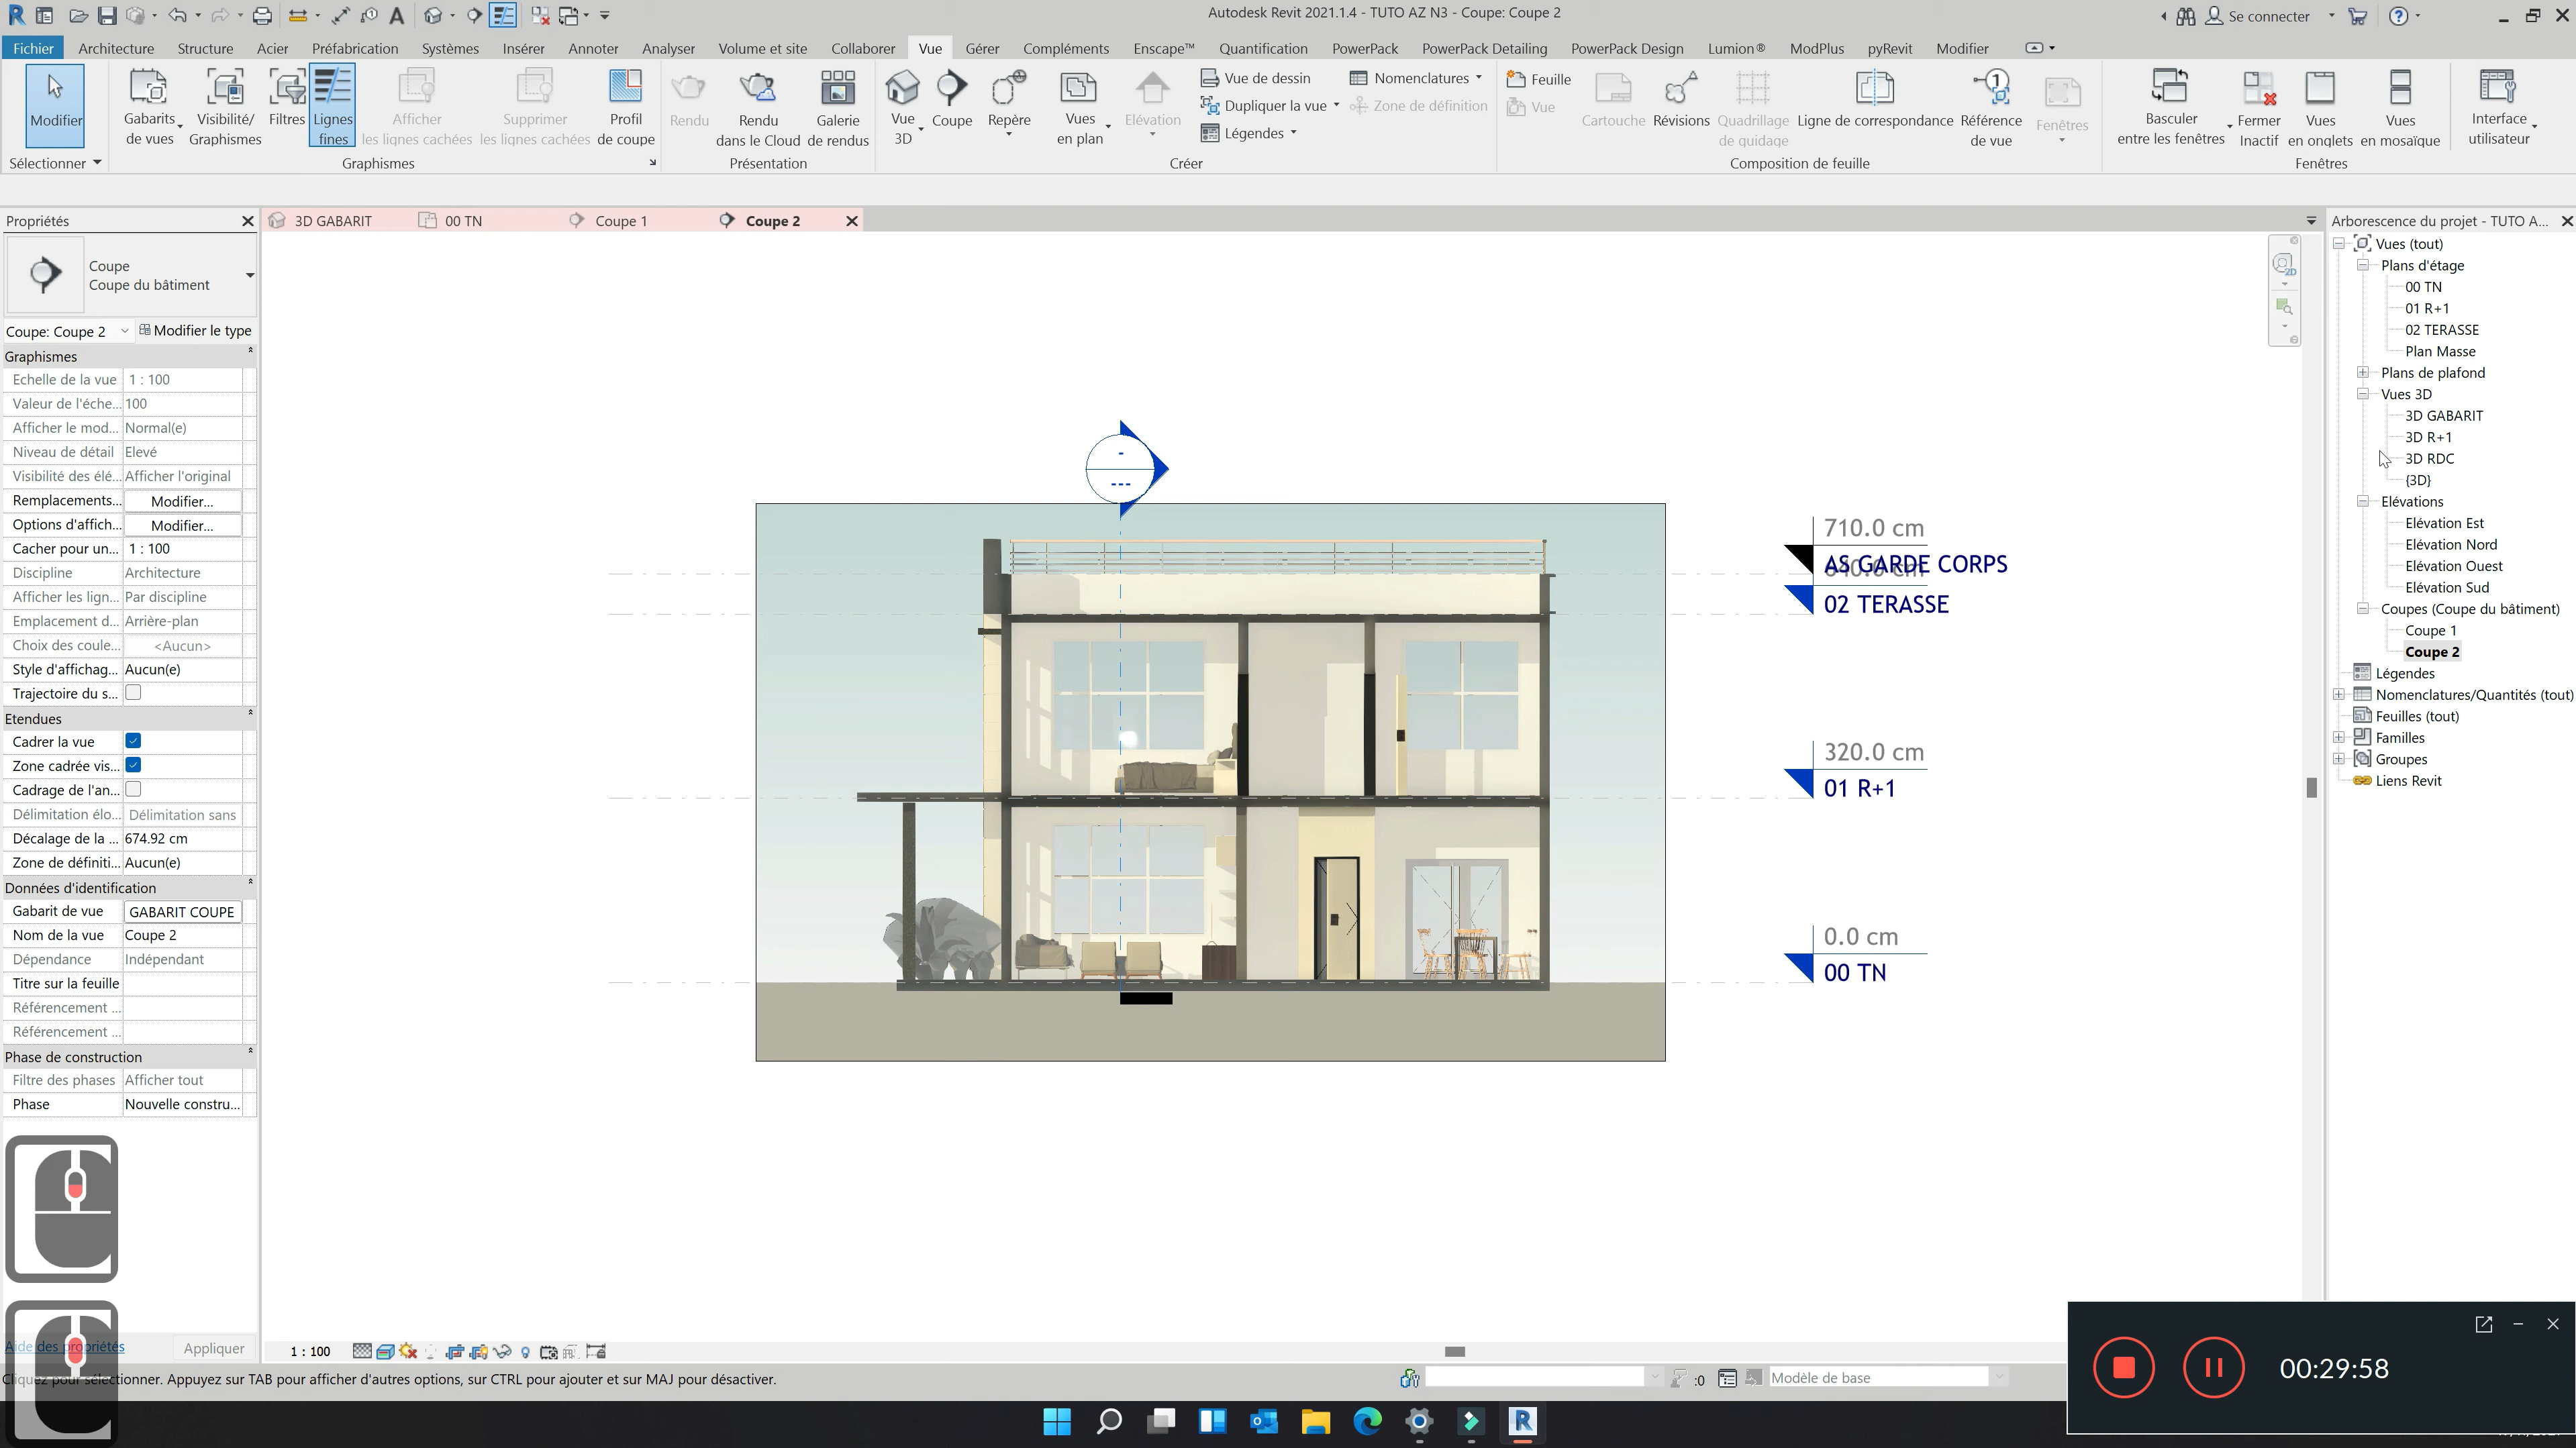 Autodesk Revit 2021.1.4 - TUTO AZ N3 - Coupe: Coupe 2
Se connecter
Fichier Architecture Structure Acier Préfabrication Systèmes Insérer Annoter Analyser Volume et site Collaborer Vue Gérer Compléments Enscape™ Quantification PowerPack PowerPack Detailing PowerPack Design Lumion® ModPlus pyRevit Modifier
Modifier
Gabarits de vues
Visibilité/ Graphismes
Filtres
Lignes fines
Afficher les lignes cachées
Supprimer les lignes cachées
Profil de coupe
Rendu
Rendu dans le Cloud
Galerie de rendus
Vue 3D
Coupe
Repère
Vues en plan
Elévation
Vue de dessin
Dupliquer la vue
Légendes
Nomenclatures
Zone de définition
Feuille
Vue
Cartouche
Révisions
Quadrillage de guidage
Ligne de correspondance
Référence de vue
Fenêtres
Basculer entre les fenêtres
Fermer Inactif
Vues en onglets
Vues en mosaïque
Interface utilisateur
Sélectionner Graphismes Présentation Créer Composition de feuille Fenêtres
Propriétés
3D GABARIT 00 TN Coupe 1 Coupe 2
Coupe
Coupe du bâtiment
Coupe: Coupe 2 Modifier le type
Graphismes
Echelle de la vue 1 : 100
Valeur de l'éche... 100
Afficher le mod... Normal(e)
Niveau de détail Elevé
Visibilité des élé... Afficher l'original
Remplacements... Modifier...
Options d'affich... Modifier...
Cacher pour un... 1 : 100
Discipline Architecture
Afficher les lign... Par discipline
Emplacement d... Arrière-plan
Choix des coule... <Aucun>
Style d'affichag... Aucun(e)
Trajectoire du s...
Etendues
Cadrer la vue
Zone cadrée vis...
Cadrage de l'an...
Délimitation élo... Délimitation sans
Décalage de la ... 674.92 cm
Zone de définiti... Aucun(e)
Données d'identification
Gabarit de vue GABARIT COUPE
Nom de la vue Coupe 2
Dépendance Indépendant
Titre sur la feuille
Référencement ...
Référencement ...
Phase de construction
Filtre des phases Afficher tout
Phase Nouvelle constru...
Aide des propriétés Appliquer
-
---
710.0 cm
AS GARDE CORPS
640.0 cm
02 TERASSE
320.0 cm
01 R+1
0.0 cm
00 TN
Arborescence du projet - TUTO A...
Vues (tout)
Plans d'étage
00 TN
01 R+1
02 TERASSE
Plan Masse
Plans de plafond
Vues 3D
3D GABARIT
3D R+1
3D RDC
{3D}
Elévations
Elévation Est
Elévation Nord
Elévation Ouest
Elévation Sud
Coupes (Coupe du bâtiment)
Coupe 1
Coupe 2
Légendes
Nomenclatures/Quantités (tout)
Feuilles (tout)
Familles
Groupes
Liens Revit
1 : 100
Cliquez pour sélectionner. Appuyez sur TAB pour afficher d'autres options, sur CTRL pour ajouter et sur MAJ pour désactiver.
:0
Modèle de base
00:29:58